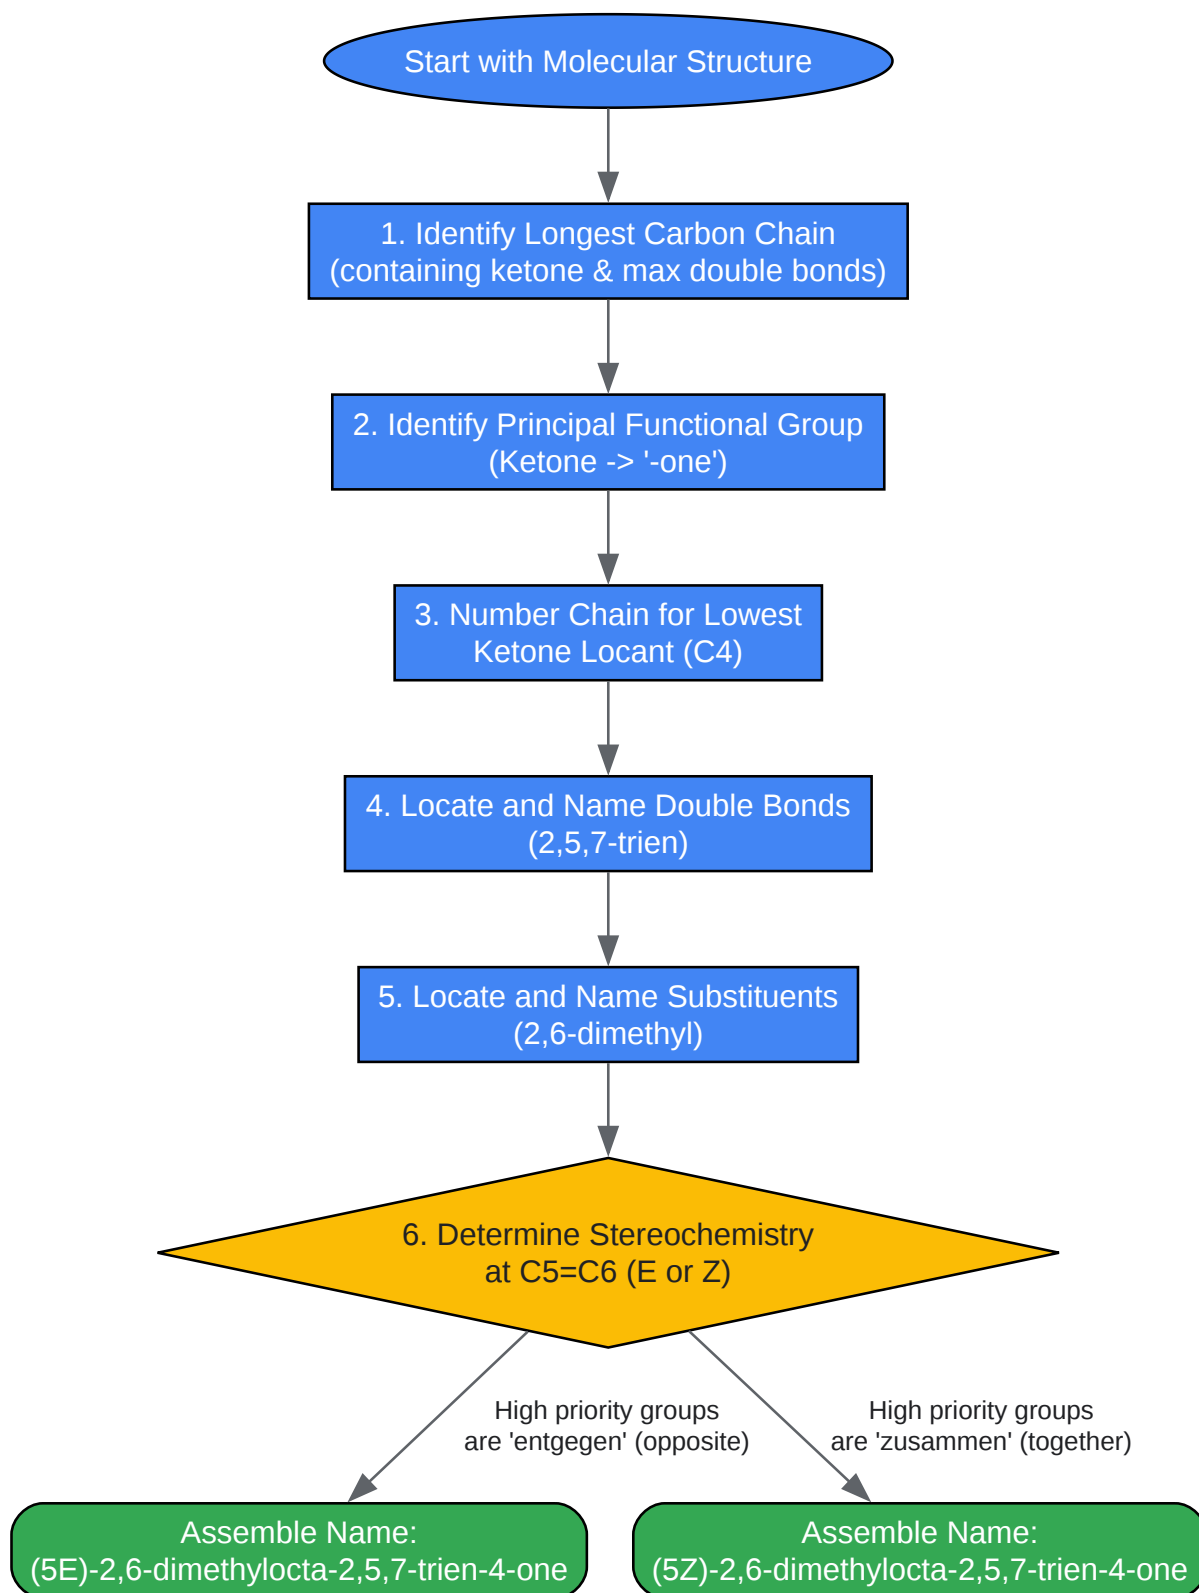 Start with Molecular Structure
1. Identify Longest Carbon Chain
(containing ketone & max double bonds)
2. Identify Principal Functional Group
(Ketone -> '-one')
3. Number Chain for Lowest
Ketone Locant (C4)
4. Locate and Name Double Bonds
(2,5,7-trien)
5. Locate and Name Substituents
(2,6-dimethyl)
6. Determine Stereochemistry
at C5=C6 (E or Z)
High priority groups
are 'entgegen' (opposite)
High priority groups
are 'zusammen' (together)
Assemble Name:
(5E)-2,6-dimethylocta-2,5,7-trien-4-one
Assemble Name:
(5Z)-2,6-dimethylocta-2,5,7-trien-4-one